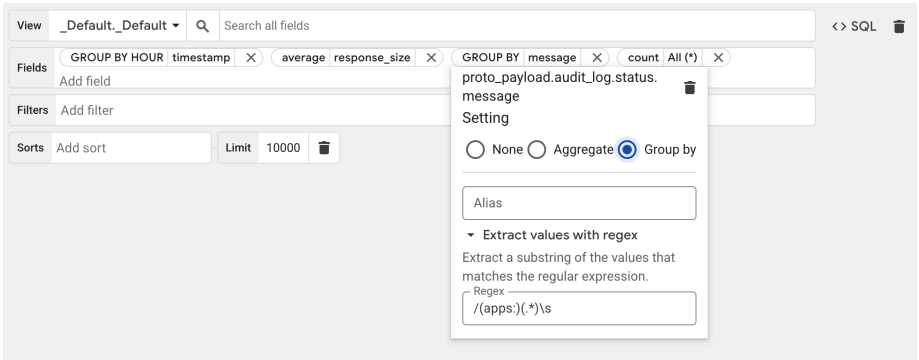 View _Default._Default Search all fields <> SQL
Fields GROUP BY HOUR timestamp average response_size GROUP BY message count All (*)
Add field
proto_payload.audit_log.status.
message
Filters Add filter
Setting
Sorts Add sort Limit 10000
None Aggregate Group by
Alias
Extract values with regex
Extract a substring of the values that
matches the regular expression.
Regex
/(apps:)(.*)\s